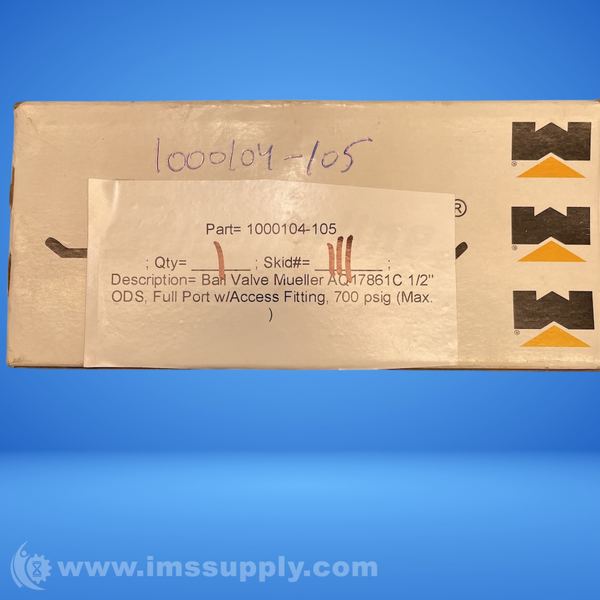 1000104-105
®
Part= 1000104-105
; Qty= 1 ; Skid#= 111 ;
Description= Ball Valve Mueller AQ17861C 1/2"
ODS, Full Port w/Access Fitting, 700 psig (Max.
)
www.imssupply.com